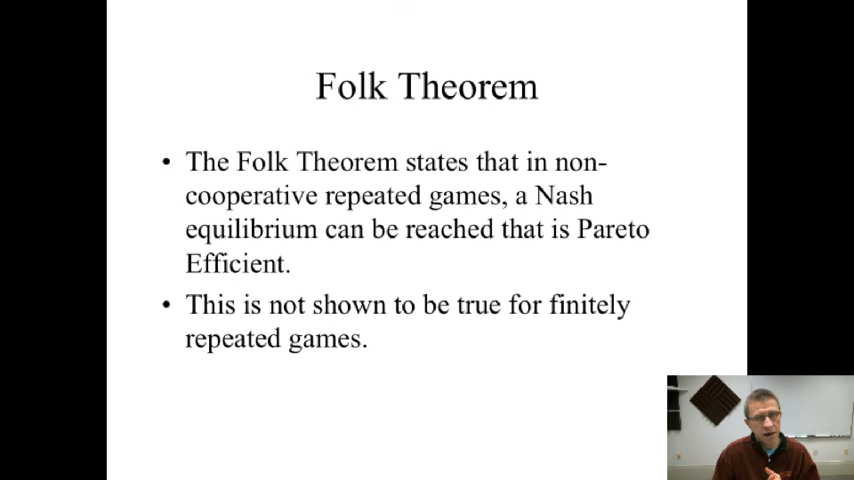 Folk Theorem
• The Folk Theorem states that in non-
cooperative repeated games, a Nash
equilibrium can be reached that is Pareto
Efficient.
• This is not shown to be true for finitely
repeated games.